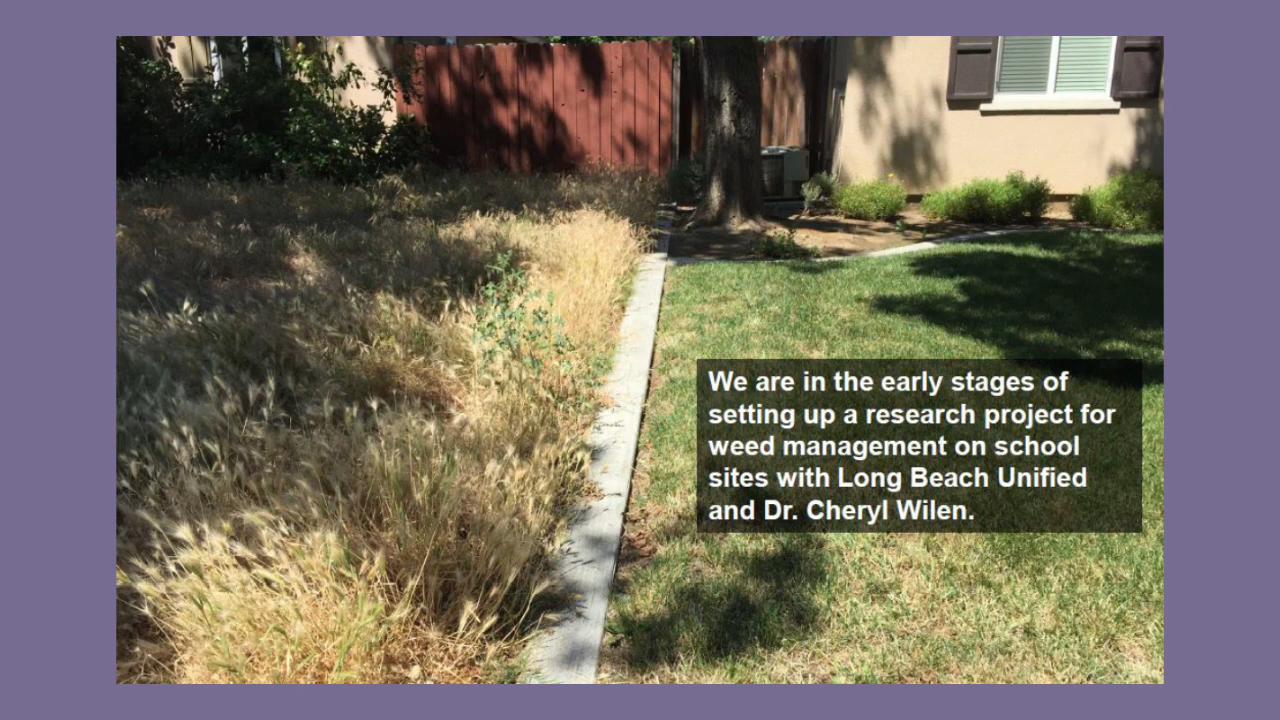 We are in the early stages of
setting up a research project for
weed management on school
sites with Long Beach Unified
and Dr. Cheryl Wilen.